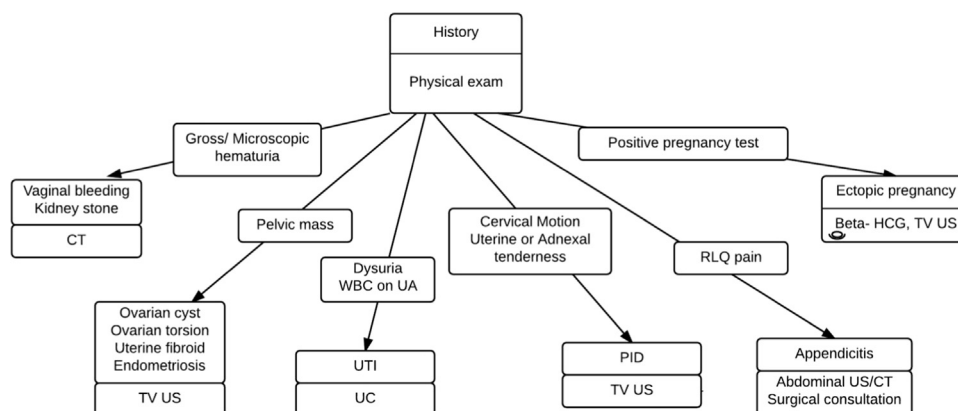 History
Physical exam
Gross/ Microscopic
hematuria
Positive pregnancy test
Vaginal bleeding
Kidney stone
CT
Ectopic pregnancy
Beta- HCG, TV US
Pelvic mass
Cervical Motion
Uterine or Adnexal
tenderness
RLQ pain
Dysuria
WBC on UA
Ovarian cyst
Ovarian torsion
Uterine fibroid
Endometriosis
TV US
UTI
UC
PID
TV US
Appendicitis
Abdominal US/CT
Surgical consultation